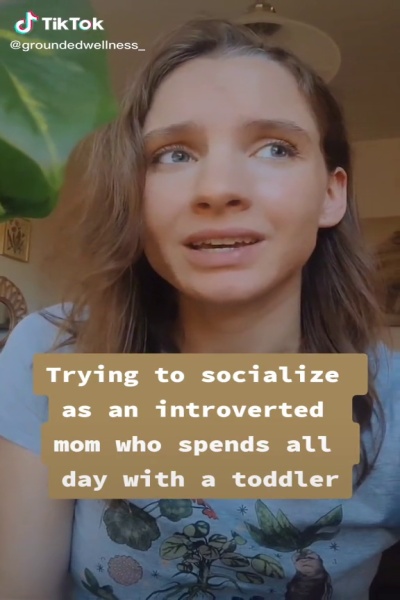 TikTok
@groundedwellness_
Trying to socialize
as an introverted
mom who spends all
day with a toddler